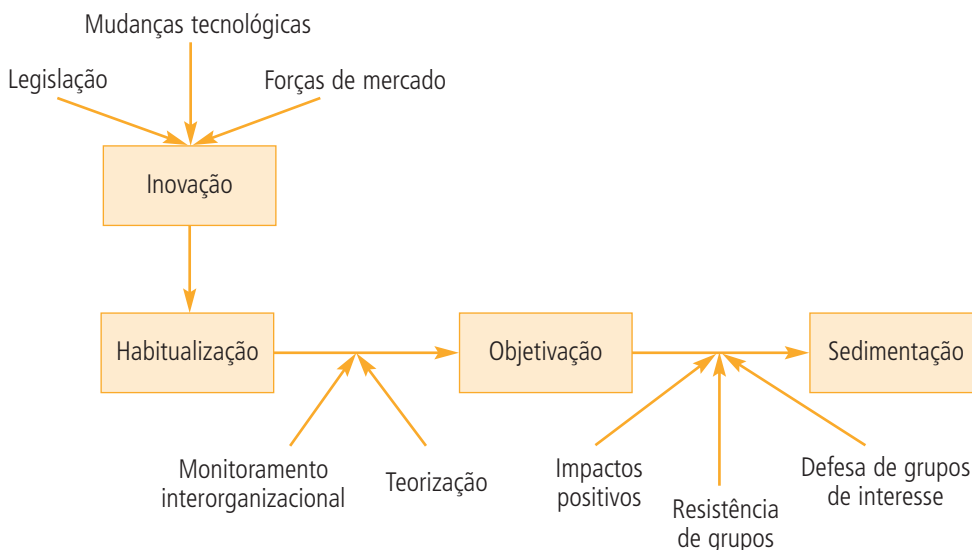 Mudanças tecnológicas
Legislação
Forças de mercado
Inovação
Habitualização
Objetivação
Sedimentação
Monitoramento
interorganizacional
Teorização
Impactos
positivos
Resistência
de grupos
Defesa de grupos
de interesse